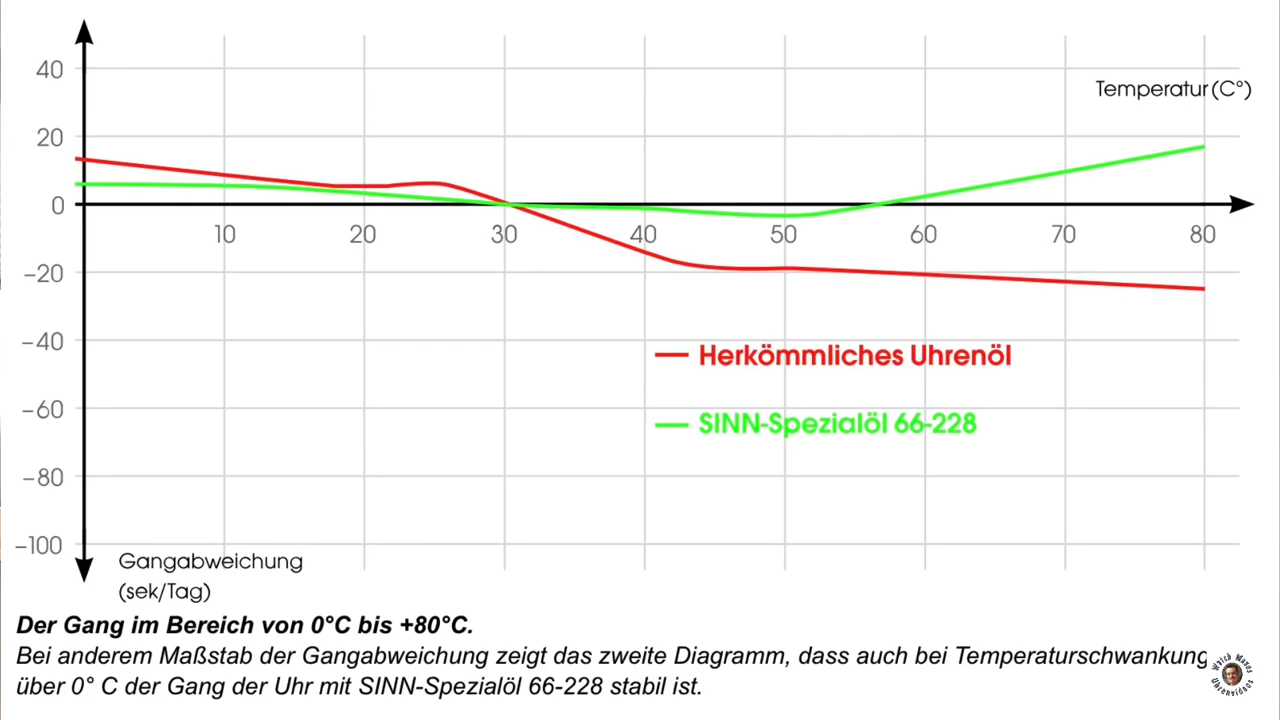 40
Temperatur (C°)
20
0
10 20 30 40 50 60 70 80
−20
−40
Herkömmliches Uhrenöl
−60
SINN-Spezialöl 66-228
−80
−100
Gangabweichung
(sek/Tag)
Der Gang im Bereich von 0°C bis +80°C.
Bei anderem Maßstab der Gangabweichung zeigt das zweite Diagramm, dass auch bei Temperaturschwankung
über 0° C der Gang der Uhr mit SINN-Spezialöl 66-228 stabil ist.
Watch Moves
Uhrenvideos